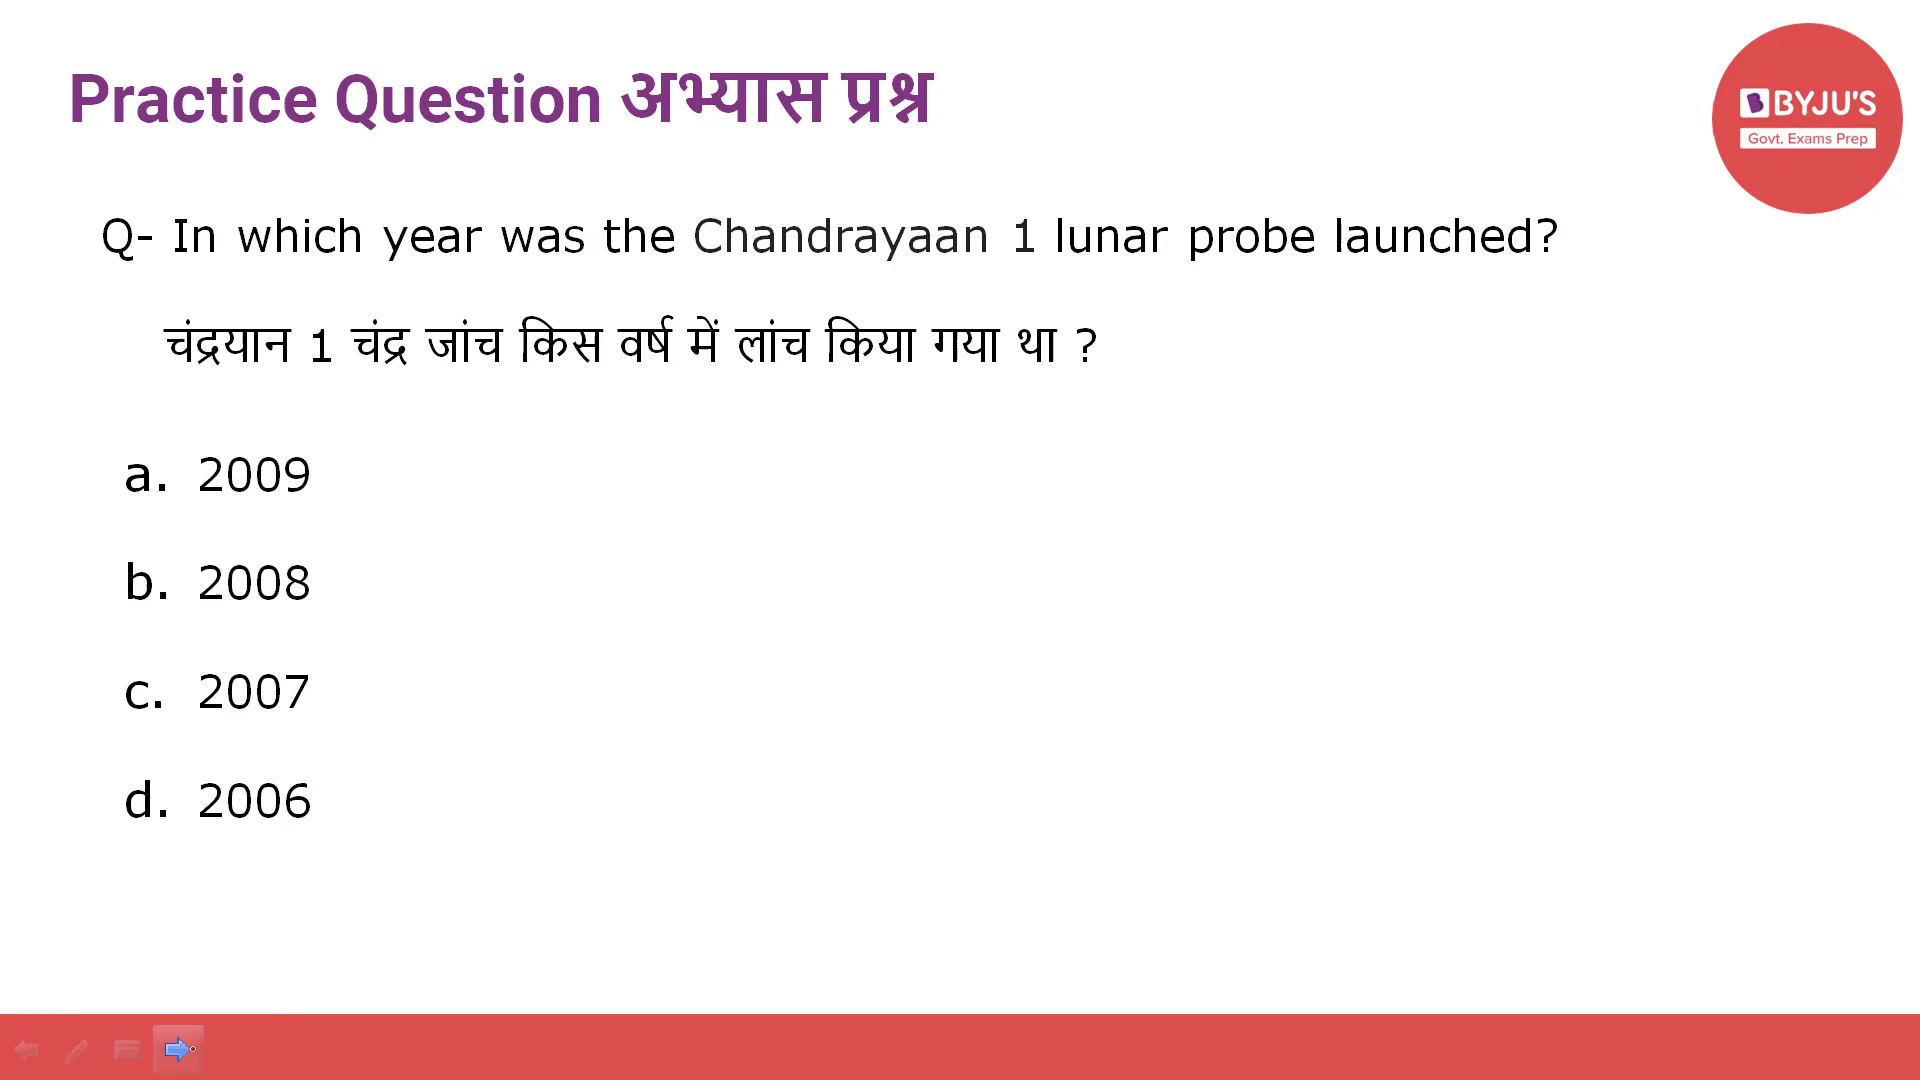 Practice Question अभ्यास प्रश्न
BYJU'S
Govt. Exams Prep
Q- In which year was the Chandrayaan 1 lunar probe launched?
चंद्रयान 1 चंद्र जांच किस वर्ष में लांच किया गया था ?
a. 2009
b. 2008
c. 2007
d. 2006